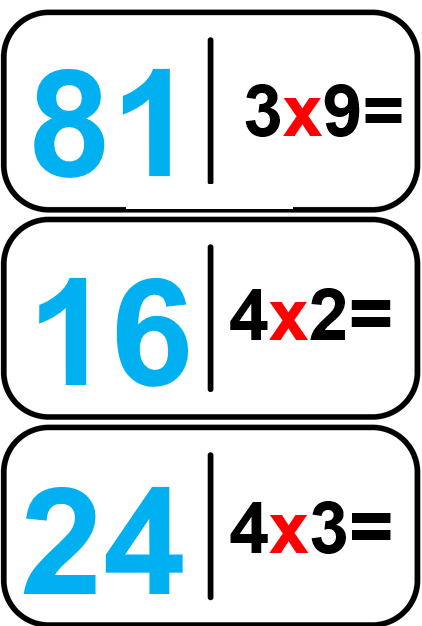 81 3x9=
16 4x2=
24 4x3=